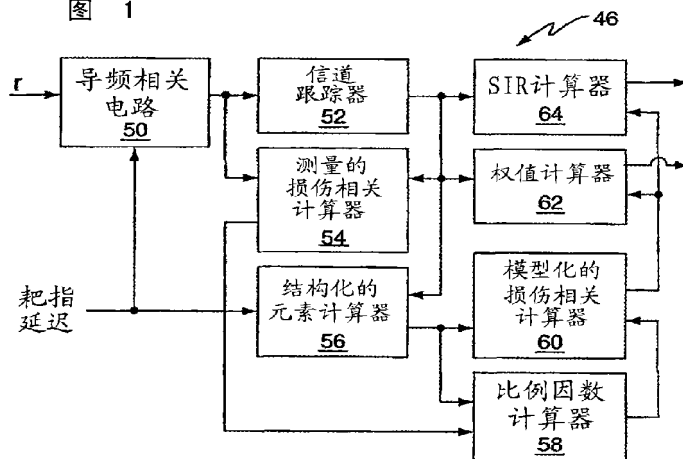 图 1
46
r
导频相关
电路
50
信道
跟踪器
52
SIR计算器
64
测量的
损伤相关
计算器
54
权值计算器
62
耙指
延迟
结构化的
元素计算器
56
模型化的
损伤相关
计算器
60
比例因数
计算器
58